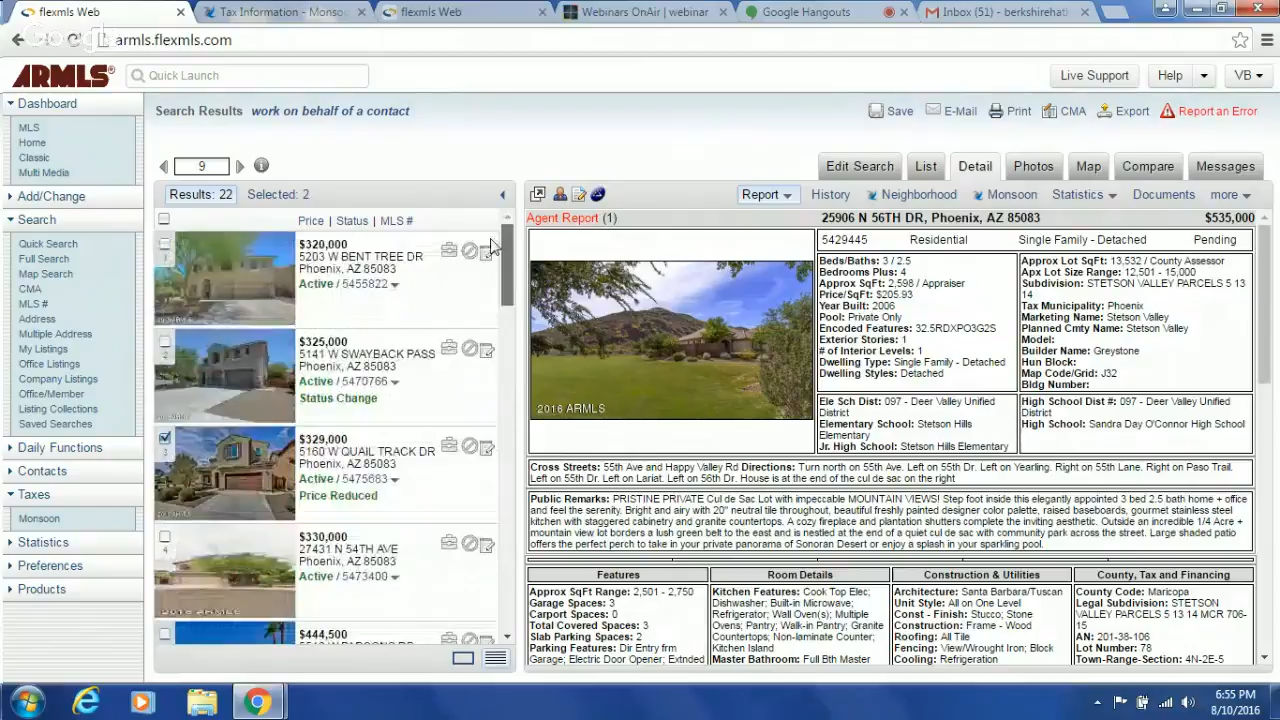 flexmls Web
Tax Information - Monso
flexmls Web
Webinars OnAir | webinar
Google Hangouts
Inbox (51) - berkshirehat
armls.flexmls.com
ARMLS
Quick Launch
Live Support
Help
VB
Dashboard
MLS
Home
Classic
Multi Media
Add/Change
Search
Quick Search
Full Search
Map Search
CMA
MLS #
Address
Multiple Address
My Listings
Office Listings
Company Listings
Office/Member
Listing Collections
Saved Searches
Daily Functions
Contacts
Taxes
Monsoon
Statistics
Preferences
Products
Search Results work on behalf of a contact
Save
E-Mail
Print
CMA
Export
Report an Error
9
Edit Search
List
Detail
Photos
Map
Compare
Messages
Results: 22
Selected: 2
Price | Status | MLS #
1
$320,000
5203 W BENT TREE DR
Phoenix, AZ 85083
Active / 5455822
2
$325,000
5141 W SWAYBACK PASS
Phoenix, AZ 85083
Active / 5470766
Status Change
3
$329,000
5160 W QUAIL TRACK DR
Phoenix, AZ 85083
Active / 5475683
Price Reduced
4
$330,000
27431 N 54TH AVE
Phoenix, AZ 85083
Active / 5473400
$444,500
Report
History
Neighborhood
Monsoon
Statistics
Documents
more
Agent Report (1)
25906 N 56TH DR, Phoenix, AZ 85083
$535,000
5429445 Residential Single Family - Detached Pending
2016 ARMLS
Beds/Baths: 3 / 2.5
Bedrooms Plus: 4
Approx SqFt: 2,598 / Appraiser
Price/SqFt: $205.93
Year Built: 2006
Pool: Private Only
Encoded Features: 32.5RDXPO3G2S
Exterior Stories: 1
# of Interior Levels: 1
Dwelling Type: Single Family - Detached
Dwelling Styles: Detached
Approx Lot SqFt: 13,532 / County Assessor
Apx Lot Size Range: 12,501 - 15,000
Subdivision: STETSON VALLEY PARCELS 5 13
14
Tax Municipality: Phoenix
Marketing Name: Stetson Valley
Planned Cmty Name: Stetson Valley
Model:
Builder Name: Greystone
Hun Block:
Map Code/Grid: J32
Bldg Number:
Ele Sch Dist: 097 - Deer Valley Unified
District
Elementary School: Stetson Hills
Elementary
Jr. High School: Stetson Hills Elementary
High School Dist #: 097 - Deer Valley Unified
District
High School: Sandra Day O'Connor High School
Cross Streets: 55th Ave and Happy Valley Rd Directions: Turn north on 55th Ave. Left on 55th Dr. Left on Yearling. Right on 55th Lane. Right on Paso Trail.
Left on 55th Dr. Left on Lariat. Left on 56th Dr. House is at the end of the cul de sac on the right
Public Remarks: PRISTINE PRIVATE Cul de Sac Lot with impeccable MOUNTAIN VIEWS! Step foot inside this elegantly appointed 3 bed 2.5 bath home + office
and feel the serenity. Bright and airy with 20" neutral tile throughout, beautiful freshly painted designer color palette, raised baseboards, gourmet stainless steel
kitchen with staggered cabinetry and granite countertops. A cozy fireplace and plantation shutters complete the inviting aesthetic. Outside an incredible 1/4 Acre +
mountain view lot borders a lush green belt to the east and is nestled at the end of a quiet cul de sac with community park across the street. Large shaded patio
offers the perfect perch to take in your private panorama of Sonoran Desert or enjoy a splash in your sparkling pool.
Features
Approx SqFt Range: 2,501 - 2,750
Garage Spaces: 3
Carport Spaces: 0
Total Covered Spaces: 3
Slab Parking Spaces: 2
Parking Features: Dir Entry frm
Garage; Electric Door Opener; Extnded
Room Details
Kitchen Features: Cook Top Elec;
Dishwasher; Built-in Microwave;
Refrigerator; Wall Oven(s); Multiple
Ovens; Pantry; Walk-in Pantry; Granite
Countertops; Non-laminate Counter;
Kitchen Island
Master Bathroom: Full Bth Master
Construction & Utilities
Architecture: Santa Barbara/Tuscan
Unit Style: All on One Level
Const - Finish: Stucco; Stone
Construction: Frame - Wood
Roofing: All Tile
Fencing: View/Wrought Iron; Block
Cooling: Refrigeration
County, Tax and Financing
County Code: Maricopa
Legal Subdivision: STETSON
VALLEY PARCELS 5 13 14 MCR 706-
15
AN: 201-38-106
Lot Number: 78
Town-Range-Section: 4N-2E-5
6:55 PM
8/10/2016